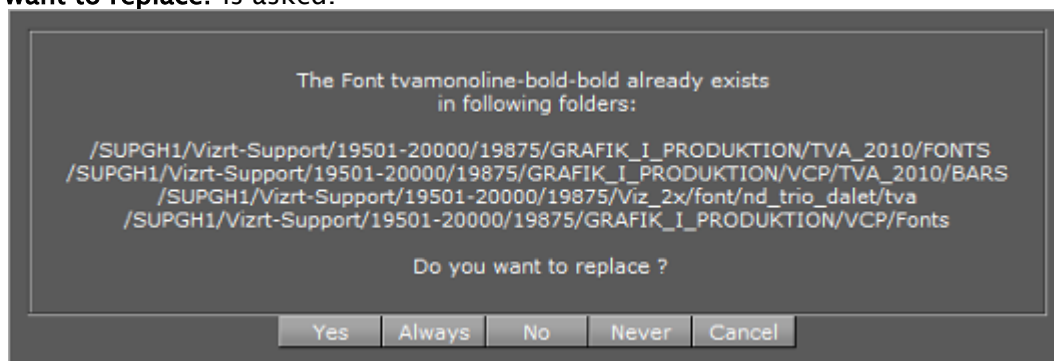 want to replace? is asked.
The Font tvamonoline-bold-bold already exists
in following folders:
/SUPGH1/Vizrt-Support/19501-20000/19875/GRAFIK_I_PRODUKTION/TVA_2010/FONTS
/SUPGH1/Vizrt-Support/19501-20000/19875/GRAFIK_I_PRODUKTION/VCP/TVA_2010/BARS
/SUPGH1/Vizrt-Support/19501-20000/19875/Viz_2x/font/nd_trio_dalet/tva
/SUPGH1/Vizrt-Support/19501-20000/19875/GRAFIK_I_PRODUKTION/VCP/Fonts
Do you want to replace ?
Yes Always No Never Cancel